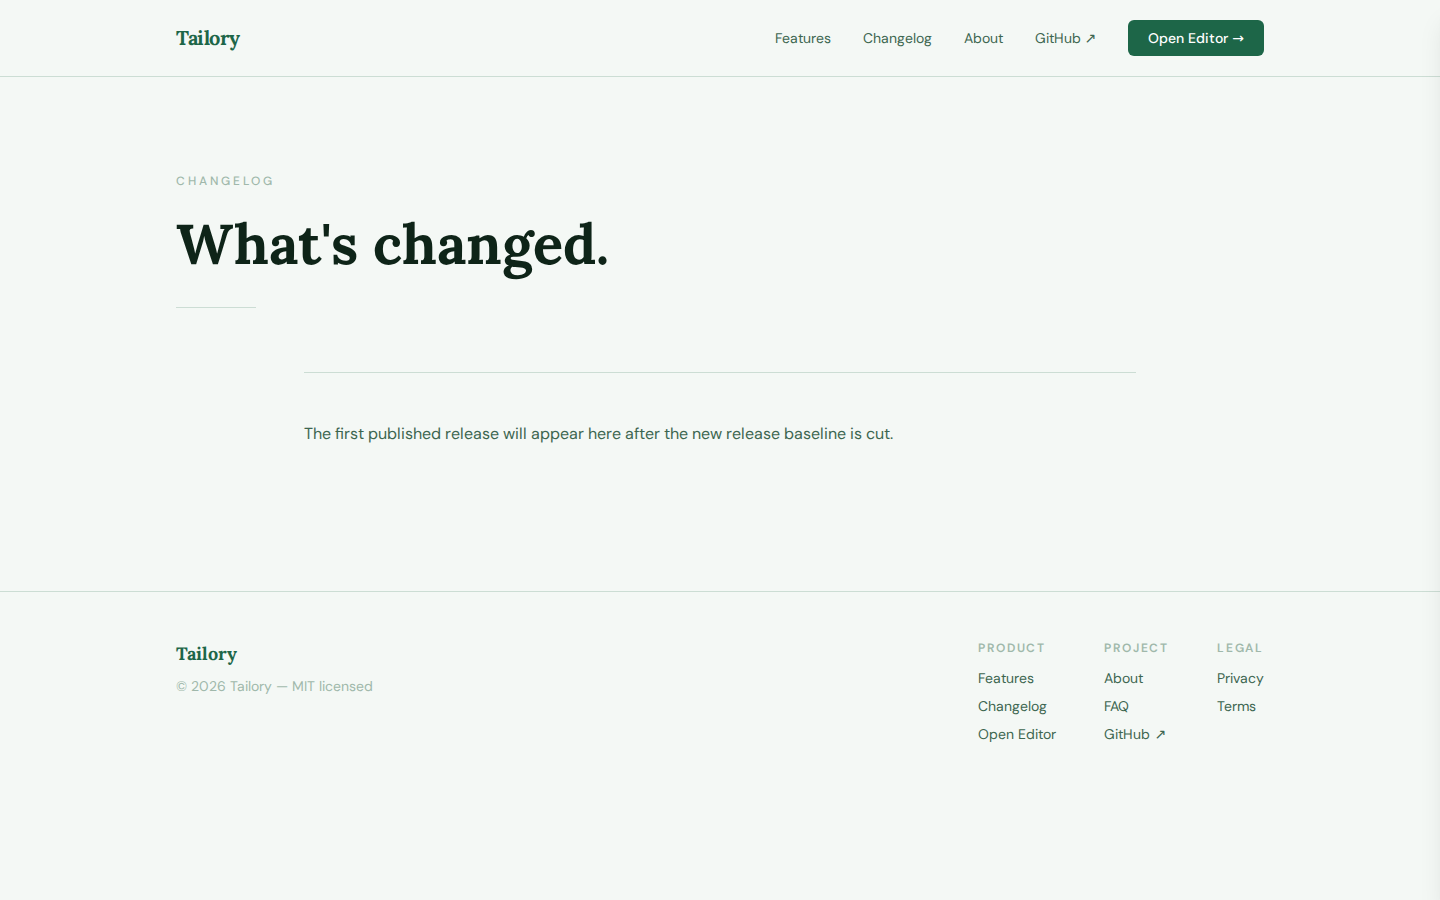 Tailory
Features
Changelog
About
GitHub ↗
Open Editor →
CHANGELOG
What's changed.
The first published release will appear here after the new release baseline is cut.
Tailory
© 2026 Tailory — MIT licensed
PRODUCT
Features
Changelog
Open Editor
PROJECT
About
FAQ
GitHub ↗
LEGAL
Privacy
Terms